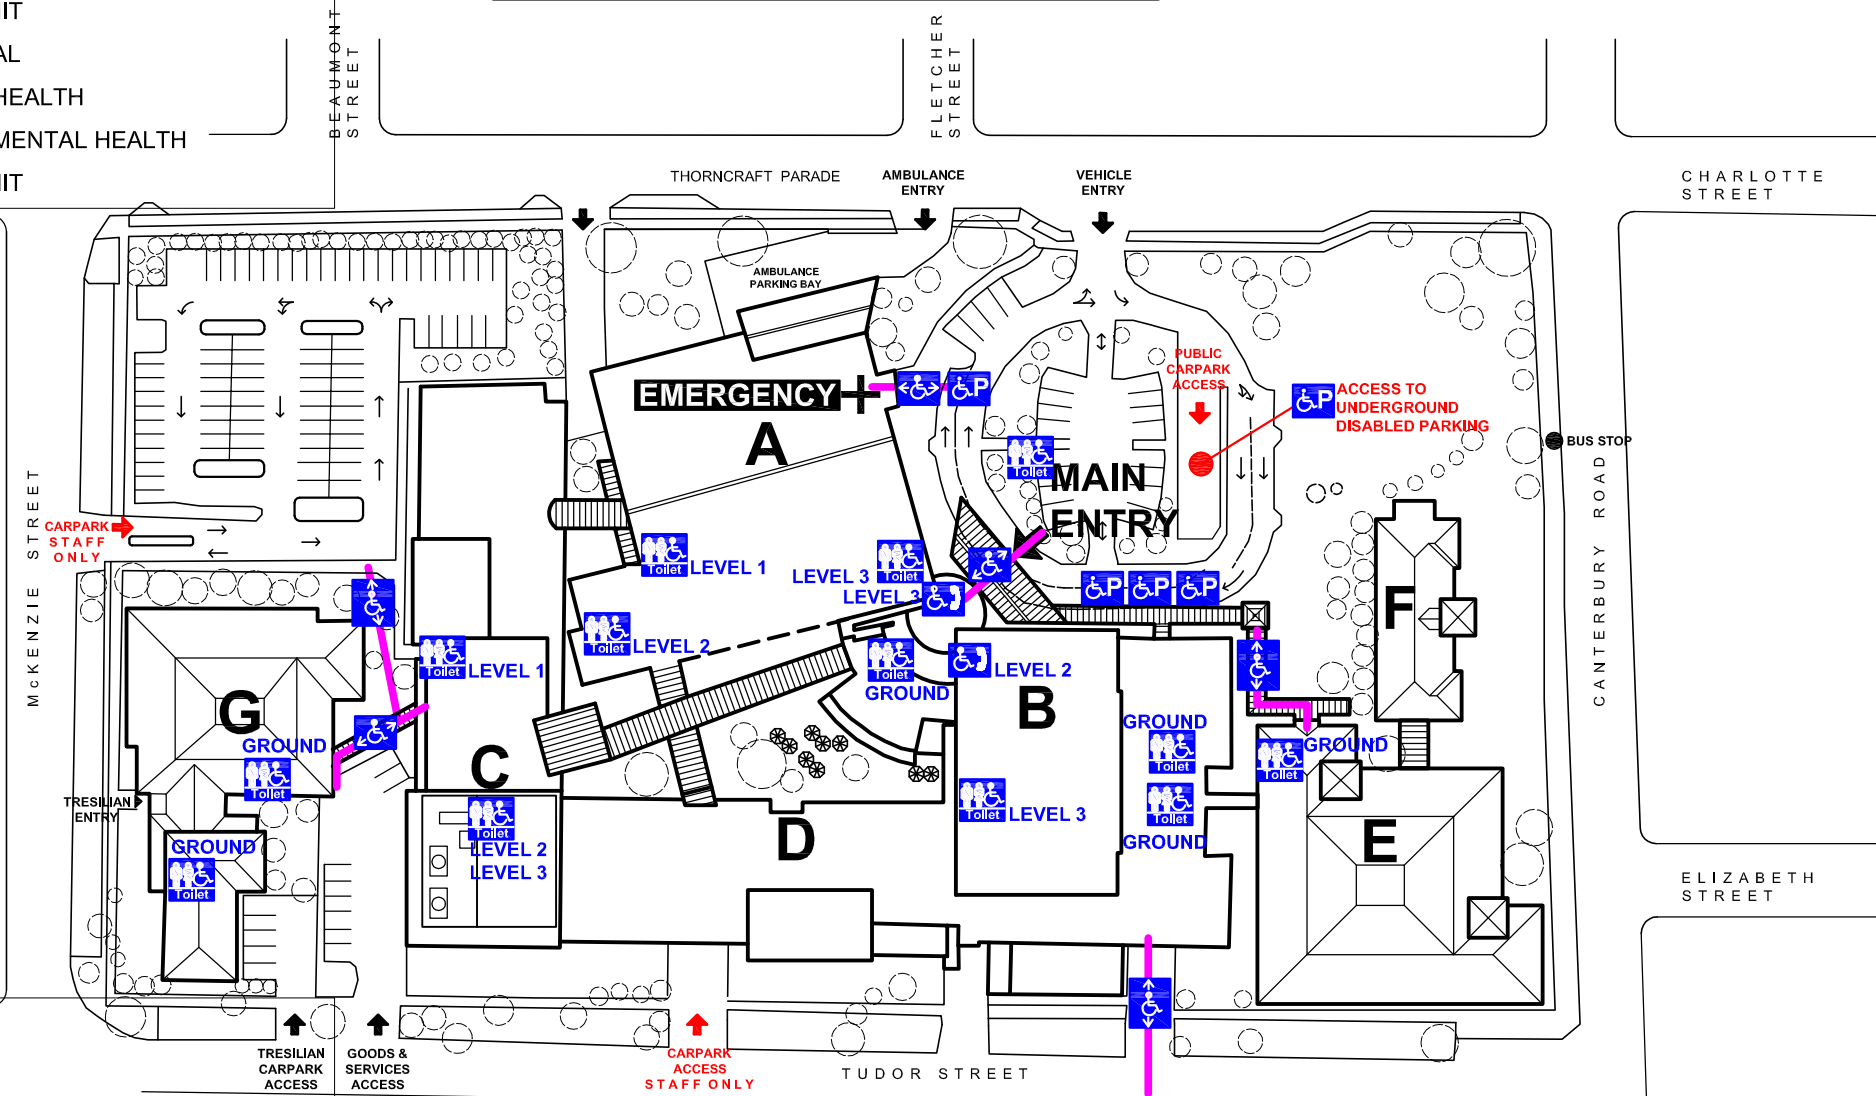 IIT
AL
HEALTH
MENTAL HEALTH
IIT
BEAUMONT
STREET
FLETCHER
STREET
THORNCRAFT PARADE
AMBULANCE
ENTRY
VEHICLE
ENTRY
CHARLOTTE
STREET
AMBULANCE
PARKING BAY
EMERGENCY
A
P
PUBLIC
CARPARK
ACCESS
P
ACCESS TO
UNDERGROUND
DISABLED PARKING
BUS STOP
Toilet
MAIN
ENTRY
McKENZIE STREET
CARPARK
STAFF
ONLY
CANTERBURY ROAD
Toilet
LEVEL 1
LEVEL 3
Toilet
LEVEL 3
P
P
P
F
Toilet
LEVEL 2
Toilet
LEVEL 1
Toilet
GROUND
LEVEL 2
B
G
GROUND
Toilet
C
GROUND
Toilet
GROUND
Toilet
TRESILIAN
ENTRY
Toilet
LEVEL 2
LEVEL 3
D
Toilet
LEVEL 3
Toilet
GROUND
E
GROUND
Toilet
ELIZABETH
STREET
TRESILIAN
CARPARK
ACCESS
GOODS &
SERVICES
ACCESS
CARPARK
ACCESS
STAFF ONLY
TUDOR STREET